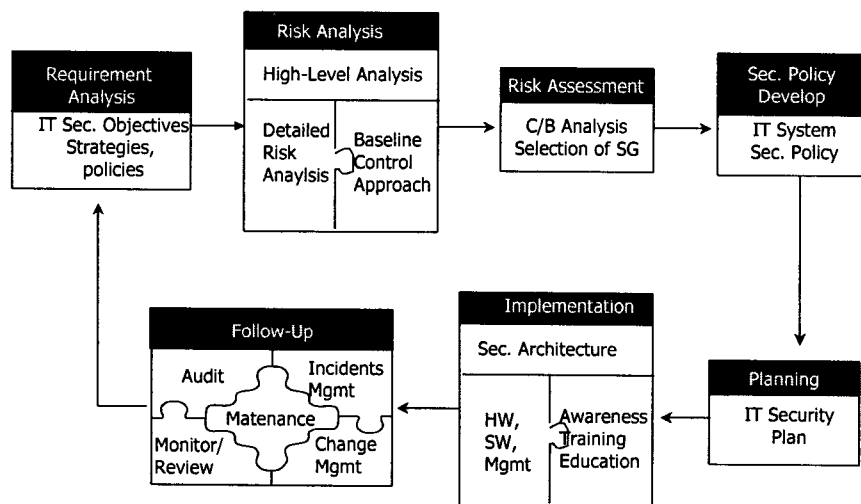 Requirement
Analysis
IT Sec. Objectives
Strategies,
policies
Risk Analysis
High-Level Analysis
Detailed
Risk
Anaylsis
Baseline
Control
Approach
Risk Assessment
C/B Analysis
Selection of SG
Sec. Policy
Develop
IT System
Sec. Policy
Planning
IT Security
Plan
Implementation
Sec. Architecture
HW,
SW,
Mgmt
Awareness
Training
Education
Follow-Up
Audit
Incidents
Mgmt
Matenance
Monitor/
Review
Change
Mgmt